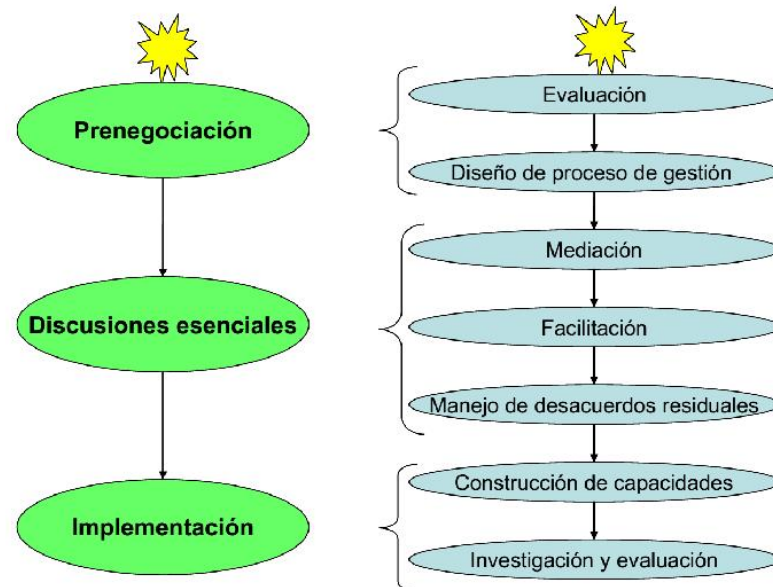 Prenegociación
Evaluación
Diseño de proceso de gestión
Discusiones esenciales
Mediación
Facilitación
Manejo de desacuerdos residuales
Implementación
Construcción de capacidades
Investigación y evaluación